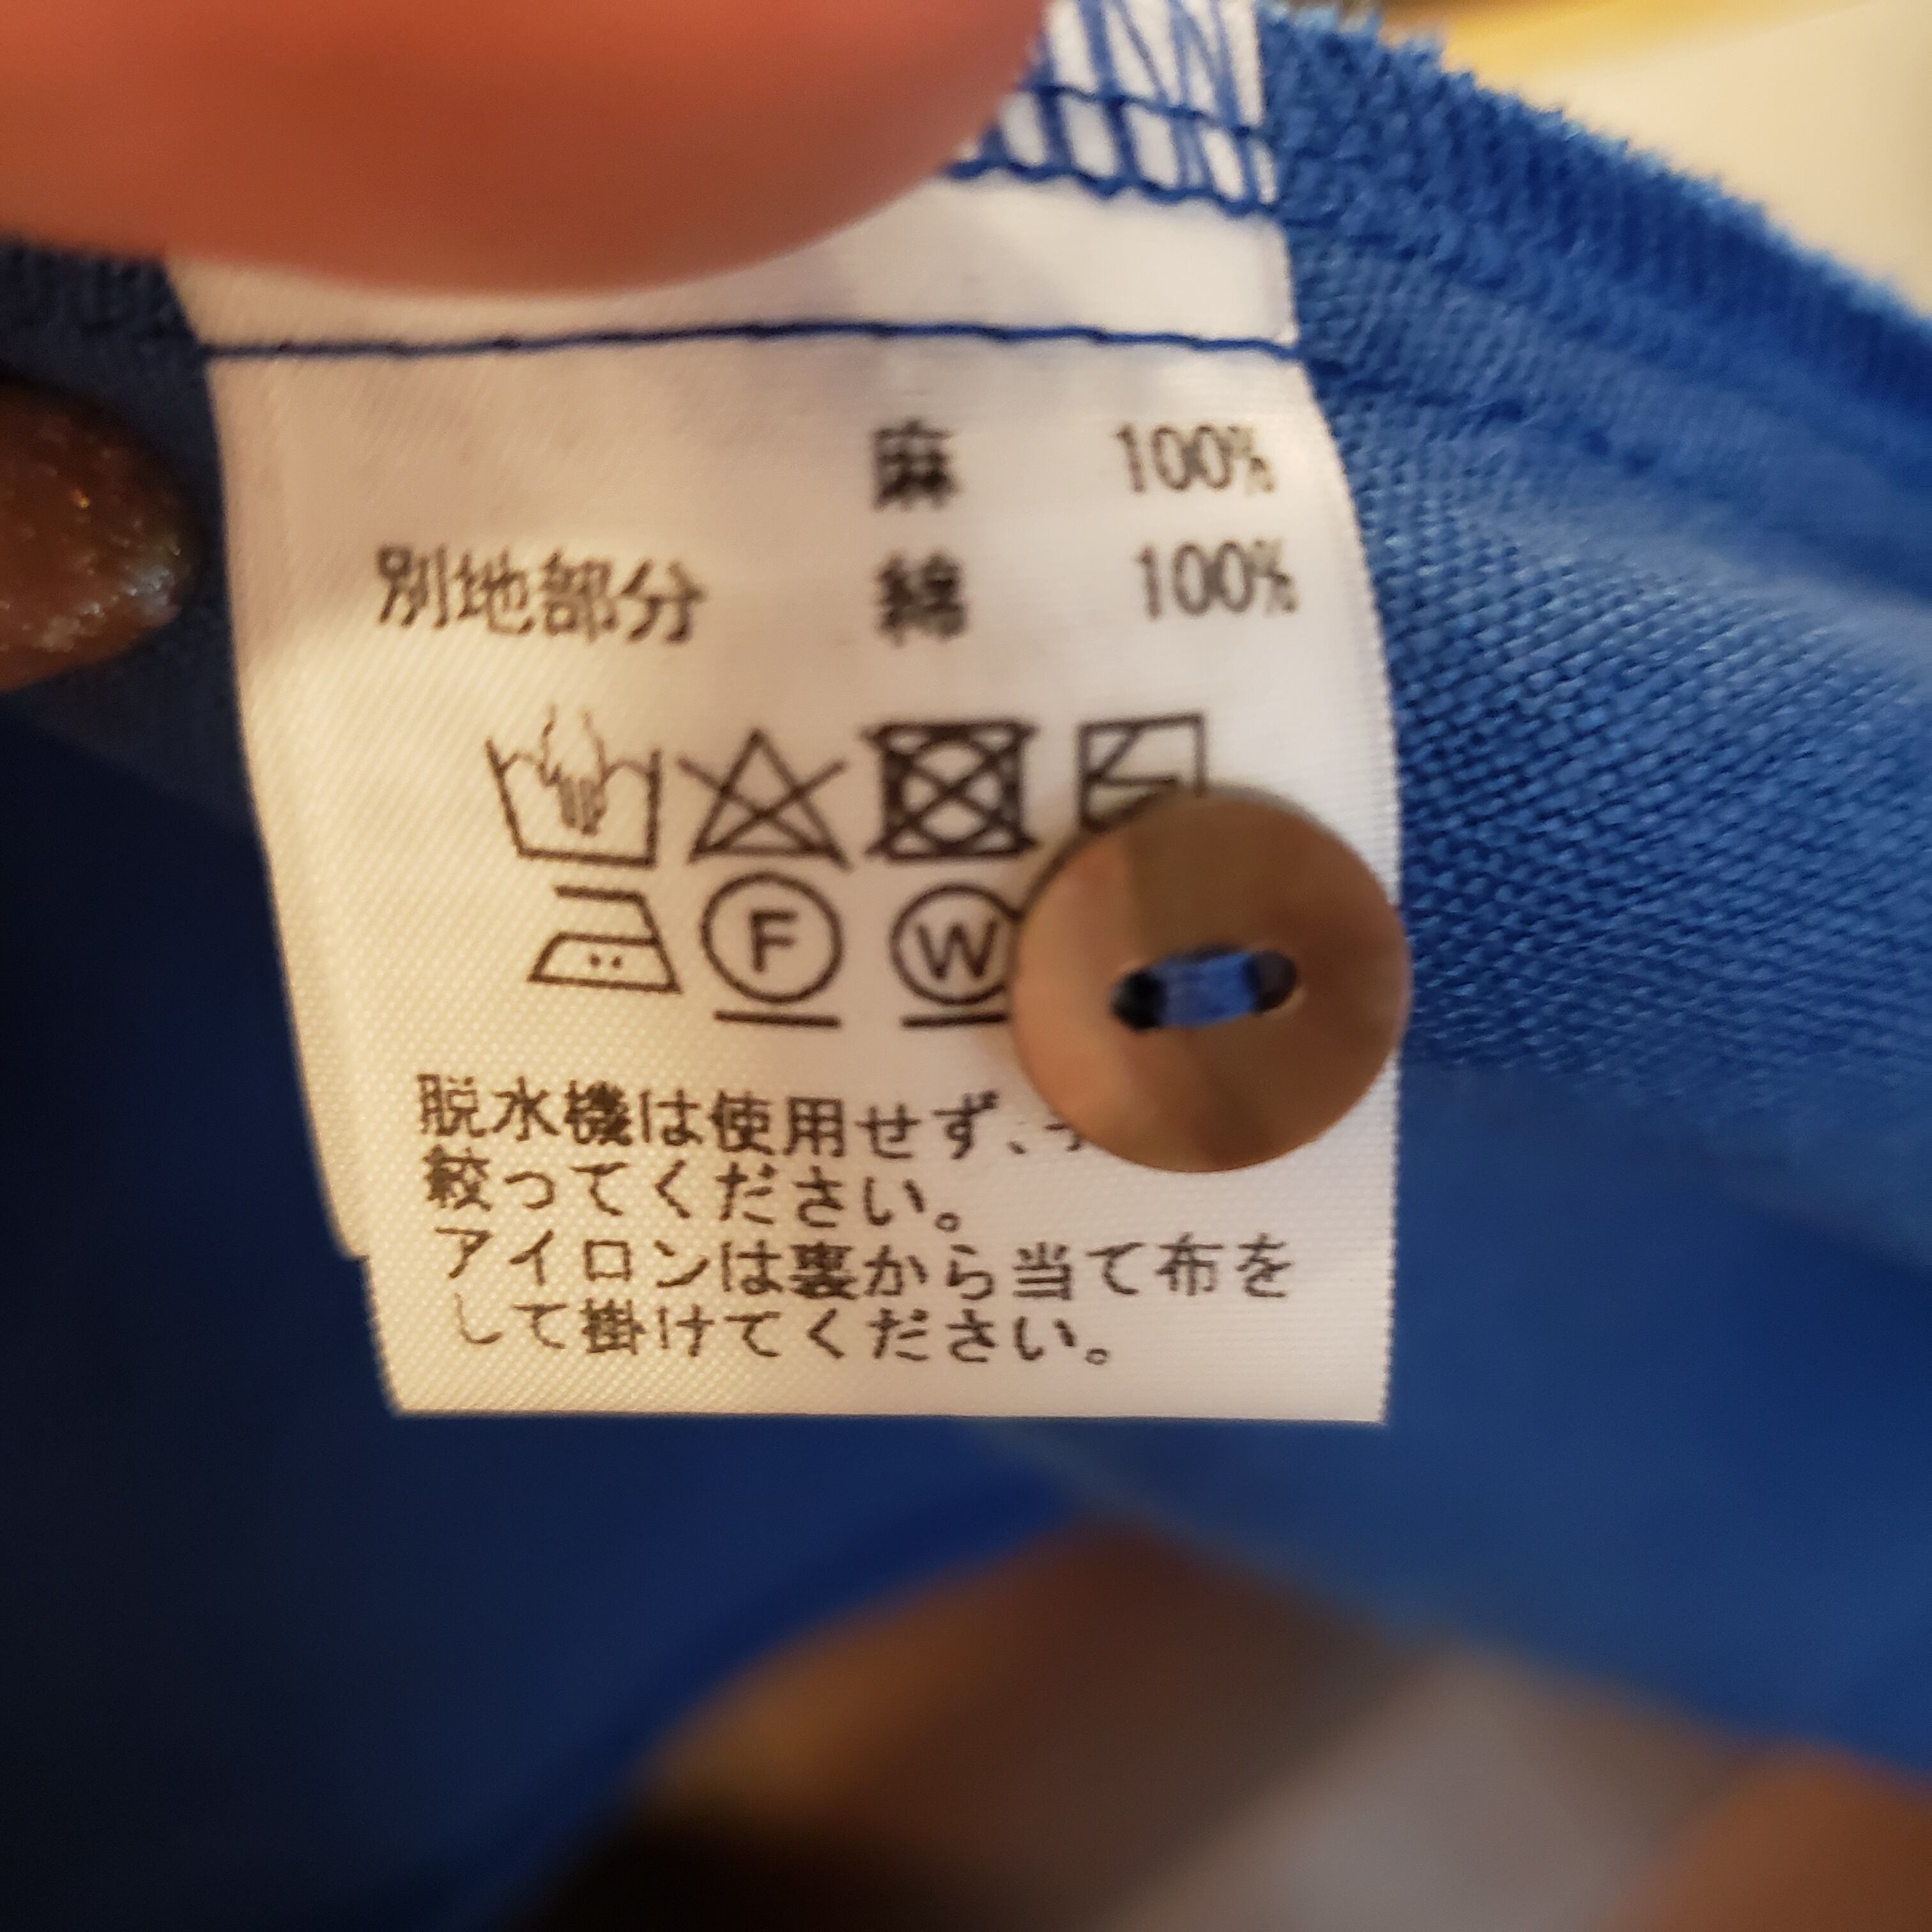 麻 100%
別地部分 綿 100%
F W
脱水機は使用せず、
絞ってください。
アイロンは裏から当て布を
して掛けてください。